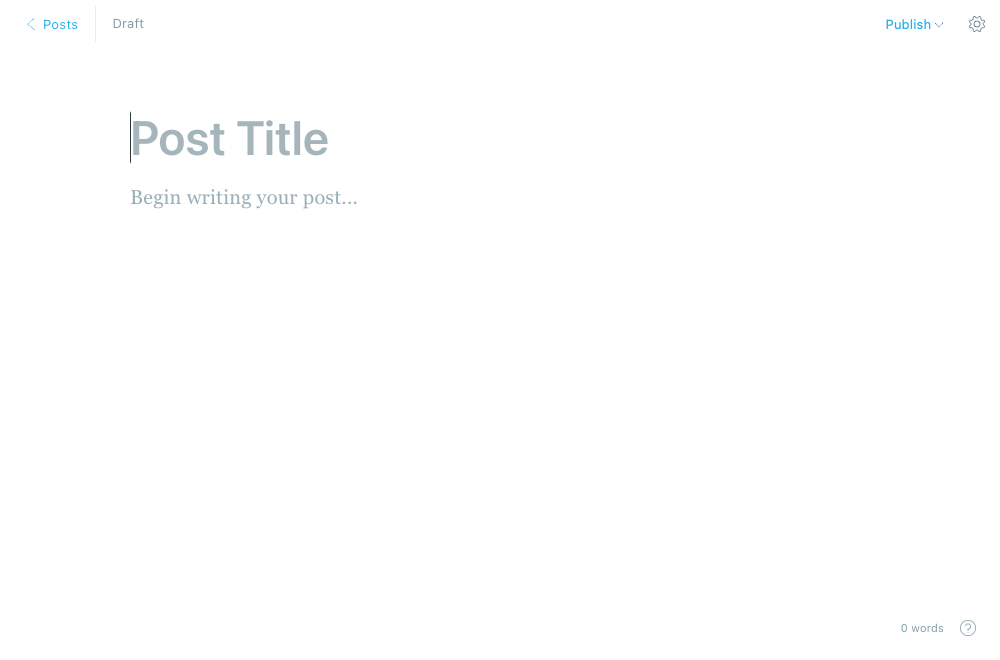 Posts
Draft
Publish
Post Title
Begin writing your post...
0 words
?